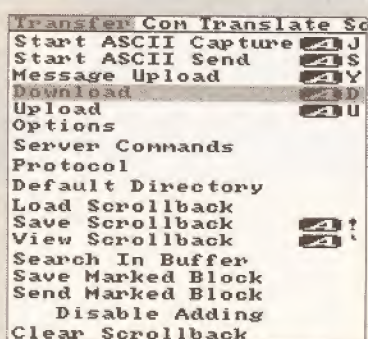 Transfer Com Translate Sc
Start ASCII Capture A J
Start ASCII Send A S
Message Upload A Y
Download A D
Upload A U
Options
Server Commands
Protocol
Default Directory
Load Scrollback
Save Scrollback A !
View Scrollback A `
Search In Buffer
Save Marked Block
Send Marked Block
Disable Adding
Clear Scrollback